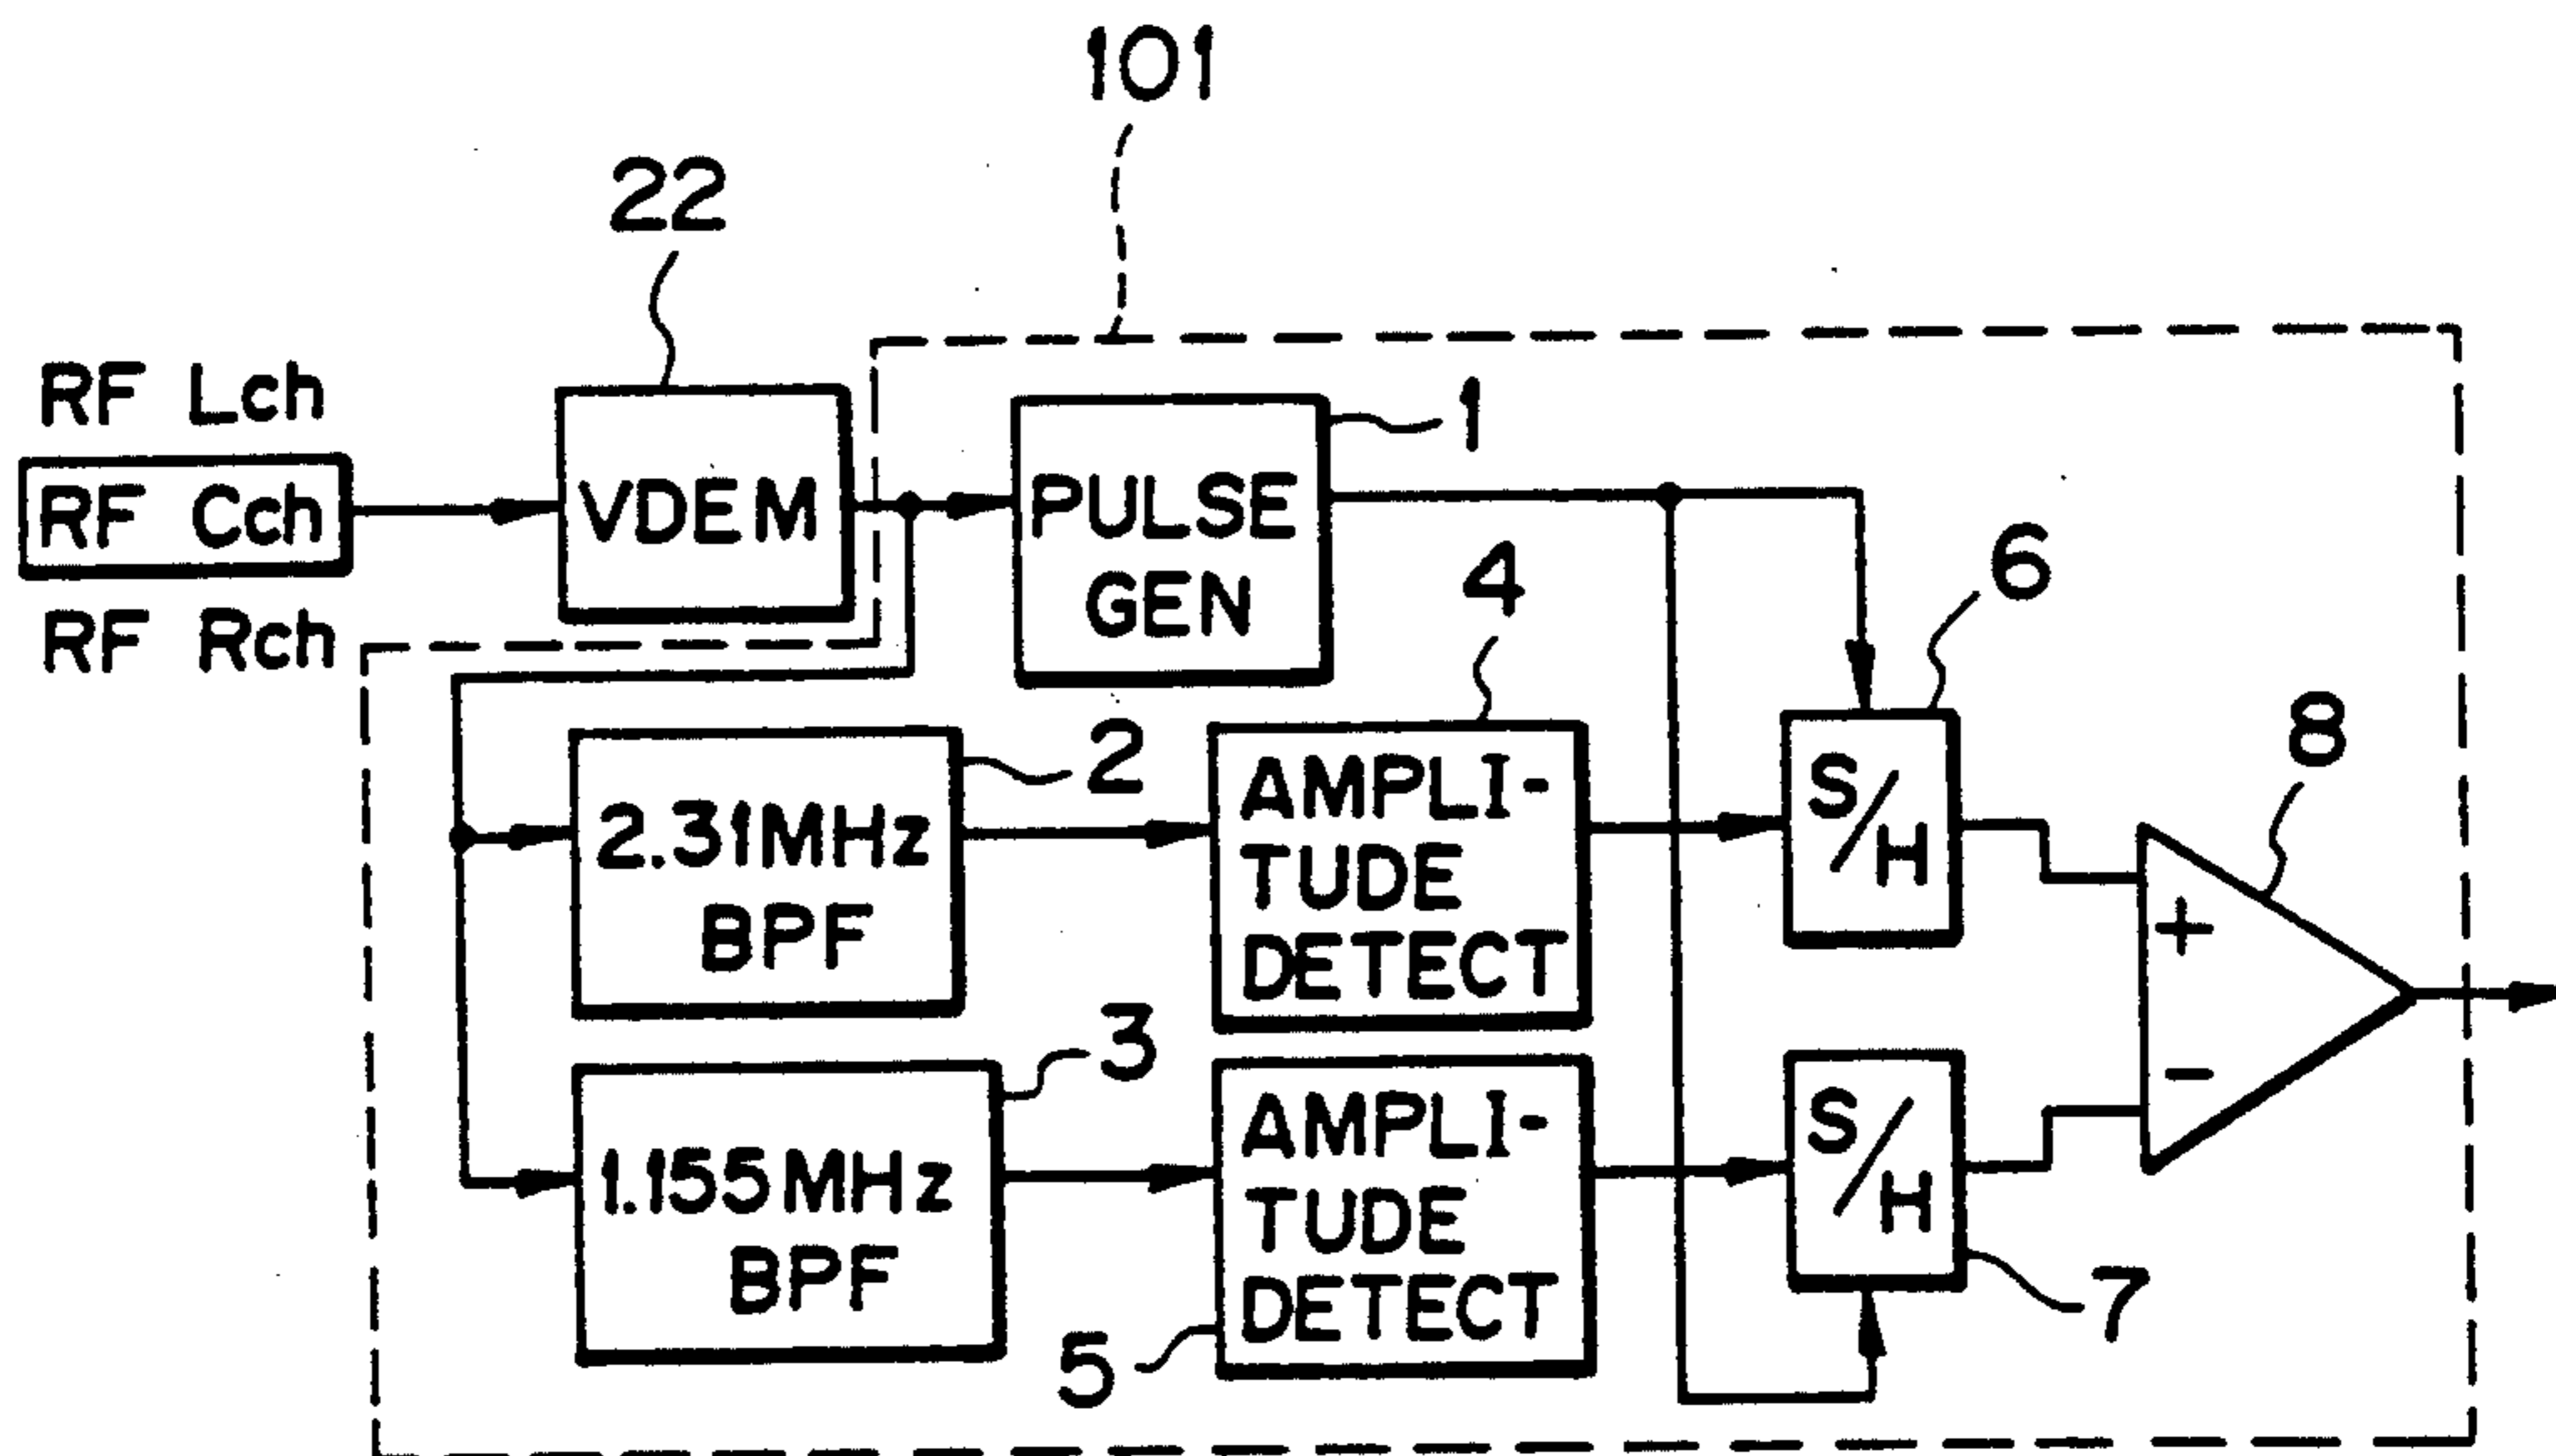 101
22
RF Lch
RF Cch
RF Rch
VDEM
1
PULSE
GEN
4
6
2
2.31MHz
BPF
AMPLI-
TUDE
DETECT
S/H
8
+
-
3
1.155MHz
BPF
5
AMPLI-
TUDE
DETECT
S/H
7